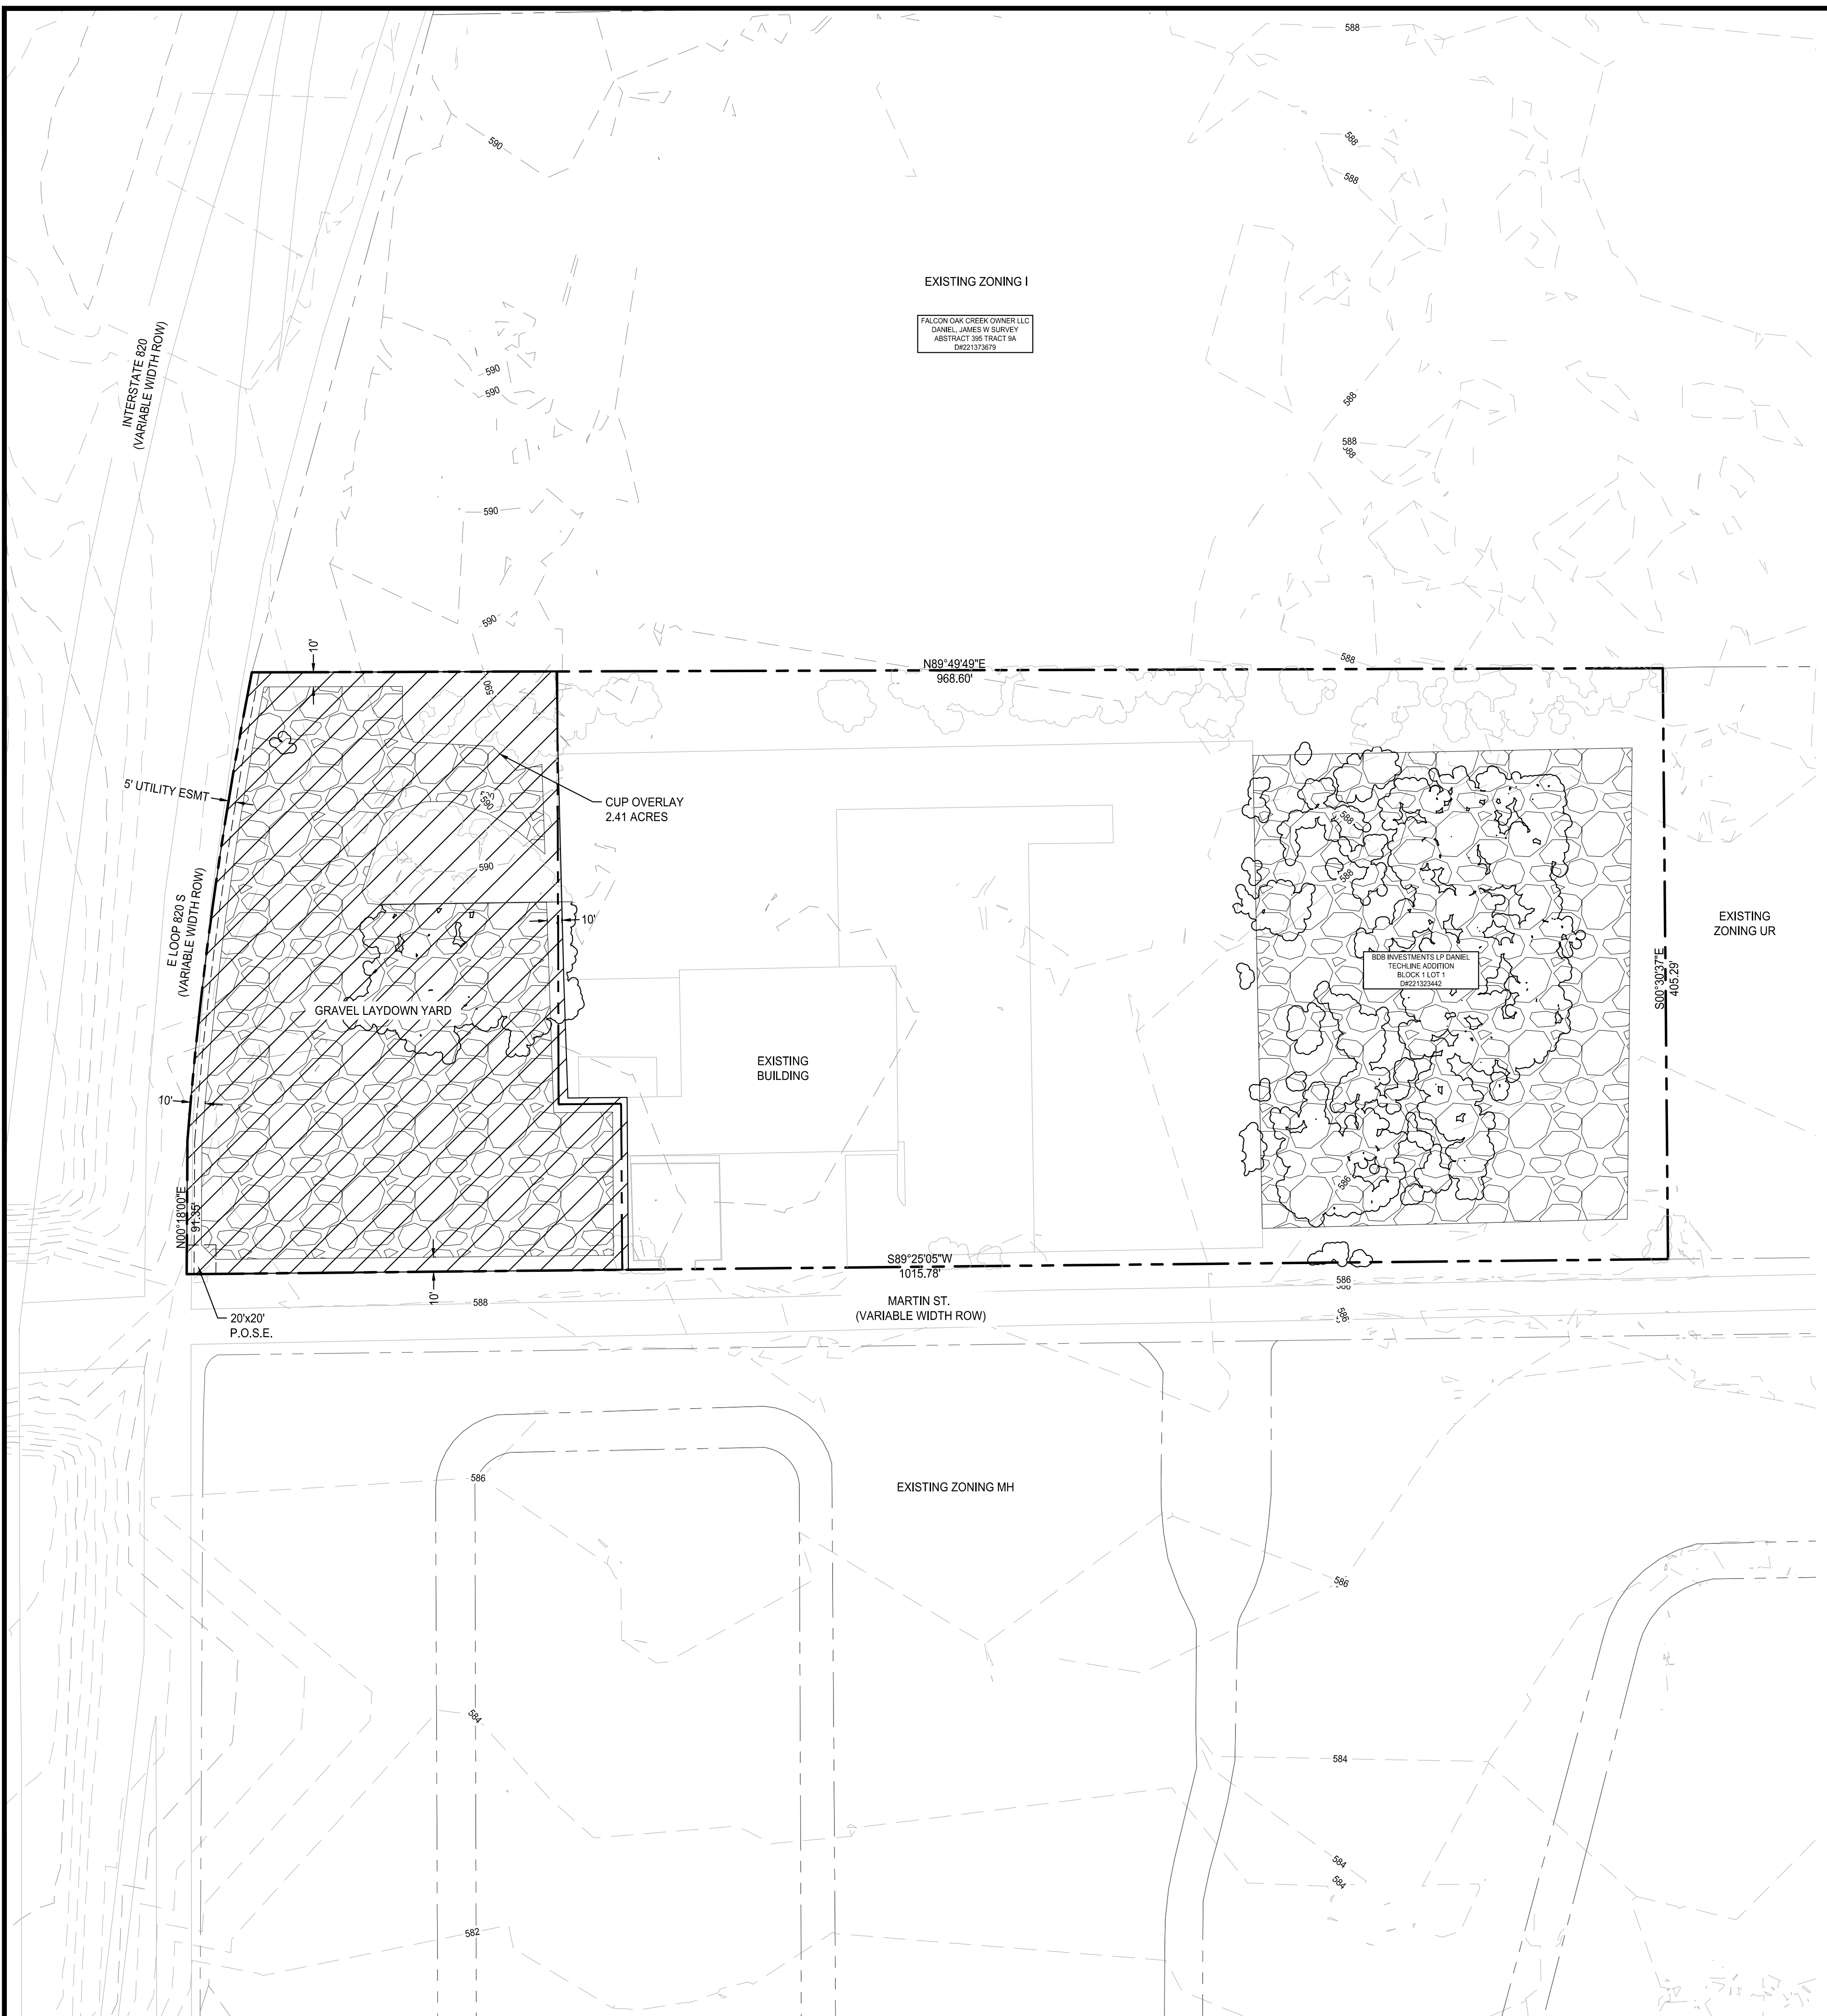 588
590
588
588
EXISTING ZONING I
FALCON OAK CREEK OWNER LLC
DANIEL, JAMES W SURVEY
ABSTRACT 395 TRACT 9A
D#221373679
INTERSTATE 820
(VARIABLE WIDTH ROW)
590
590
588
588
588
590
590
10'
N89°49'49"E
968.60'
588
590
5' UTILITY ESMT
CUP OVERLAY
2.41 ACRES
590
588
590
588
E LOOP 820 S
(VARIABLE WIDTH ROW)
10'
EXISTING
ZONING UR
BDB INVESTMENTS LP DANIEL
TECHLINE ADDITION
BLOCK 1 LOT 1
D#221323442
S00°30'37"E
405.29'
GRAVEL LAYDOWN YARD
EXISTING
BUILDING
10'
586
N00°18'00"E
91.35'
S89°25'05"W
1015.78'
586
586
10'
588
MARTIN ST.
(VARIABLE WIDTH ROW)
586
20'x20'
P.O.S.E.
586
EXISTING ZONING MH
586
584
584
584
584
582